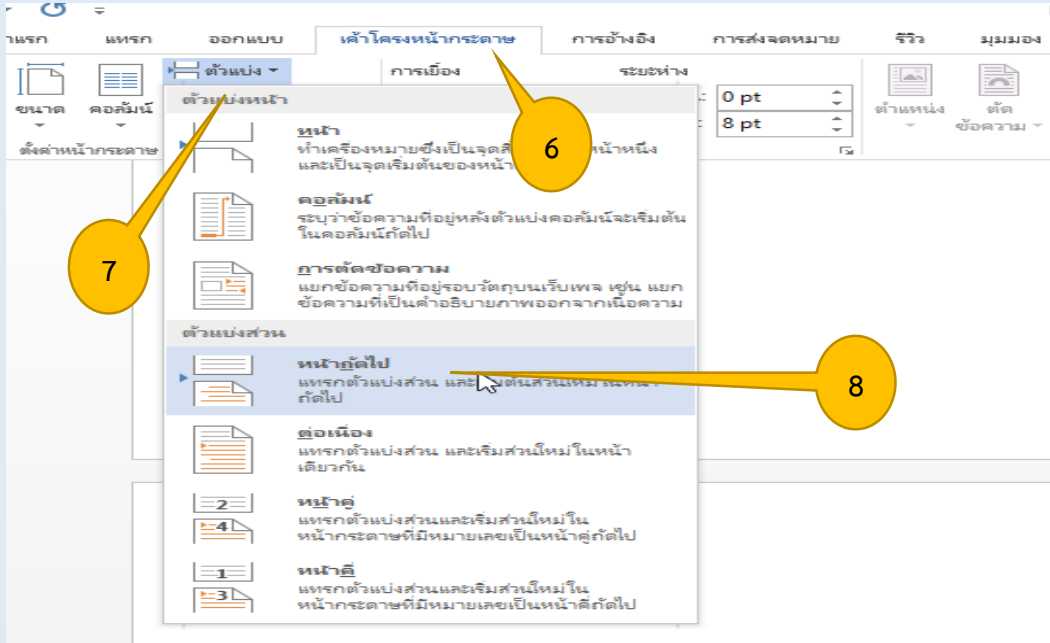 แทรก ออกแบบ เค้าโครงหน้ากระดาษ การอ้างอิง การส่งจดหมาย รีวิว มุมมอง
ตัวแบ่ง การเยื้อง ระยะห่าง
0 pt
8 pt
ขนาด คอลัมน์ ตำแหน่ง ตัด
ข้อความ
ตั้งค่าหน้ากระดาษ
ตัวแบ่งหน้า
หน้า
ทำเครื่องหมายซึ่งเป็นจุด
และเป็นจุดเริ่มต้นของหน้า
คอลัมน์
ระบุว่าข้อความที่อยู่หลังตัวแบ่งคอลัมน์จะเริ่มต้น
ในคอลัมน์ถัดไป
การตัดข้อความ
แยกข้อความที่อยู่รอบวัตถุบนเว็บเพจ เช่น แยก
ข้อความที่เป็นคำอธิบายภาพออกจากเนื้อความ
ตัวแบ่งส่วน
หน้าถัดไป
แทรกตัวแบ่งส่วน และ
ถัดไป
ต่อเนื่อง
แทรกตัวแบ่งส่วน และเริ่มส่วนใหม่ในหน้า
เดียวกัน
2
4
หน้าคู่
แทรกตัวแบ่งส่วนและเริ่มส่วนใหม่ใน
หน้ากระดาษที่มีหมายเลขเป็นหน้าคู่ถัดไป
1
3
หน้าคี่
แทรกตัวแบ่งส่วนและเริ่มส่วนใหม่ใน
หน้ากระดาษที่มีหมายเลขเป็นหน้าคี่ถัดไป
6
7
8